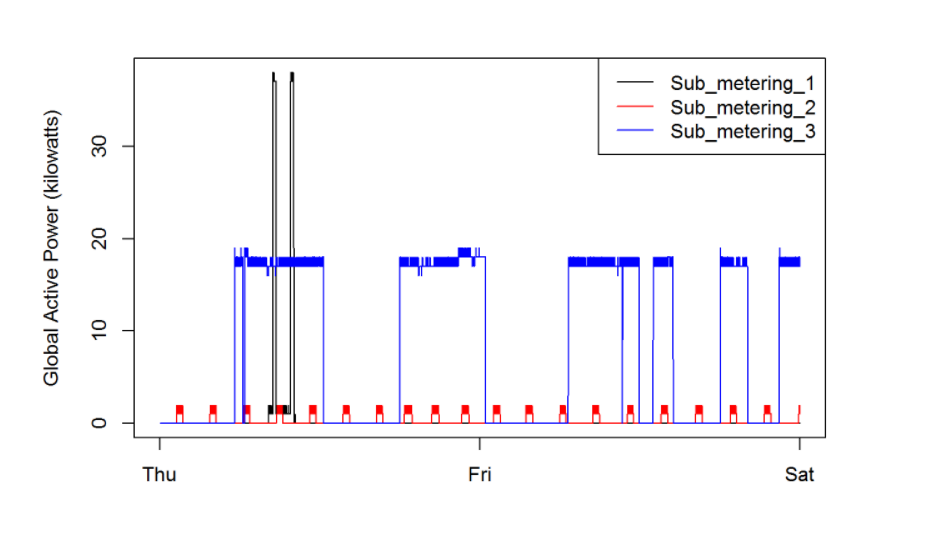 Sub_metering_1
Sub_metering_2
Sub_metering_3
Global Active Power (kilowatts)
30
20
10
0
Thu Fri Sat